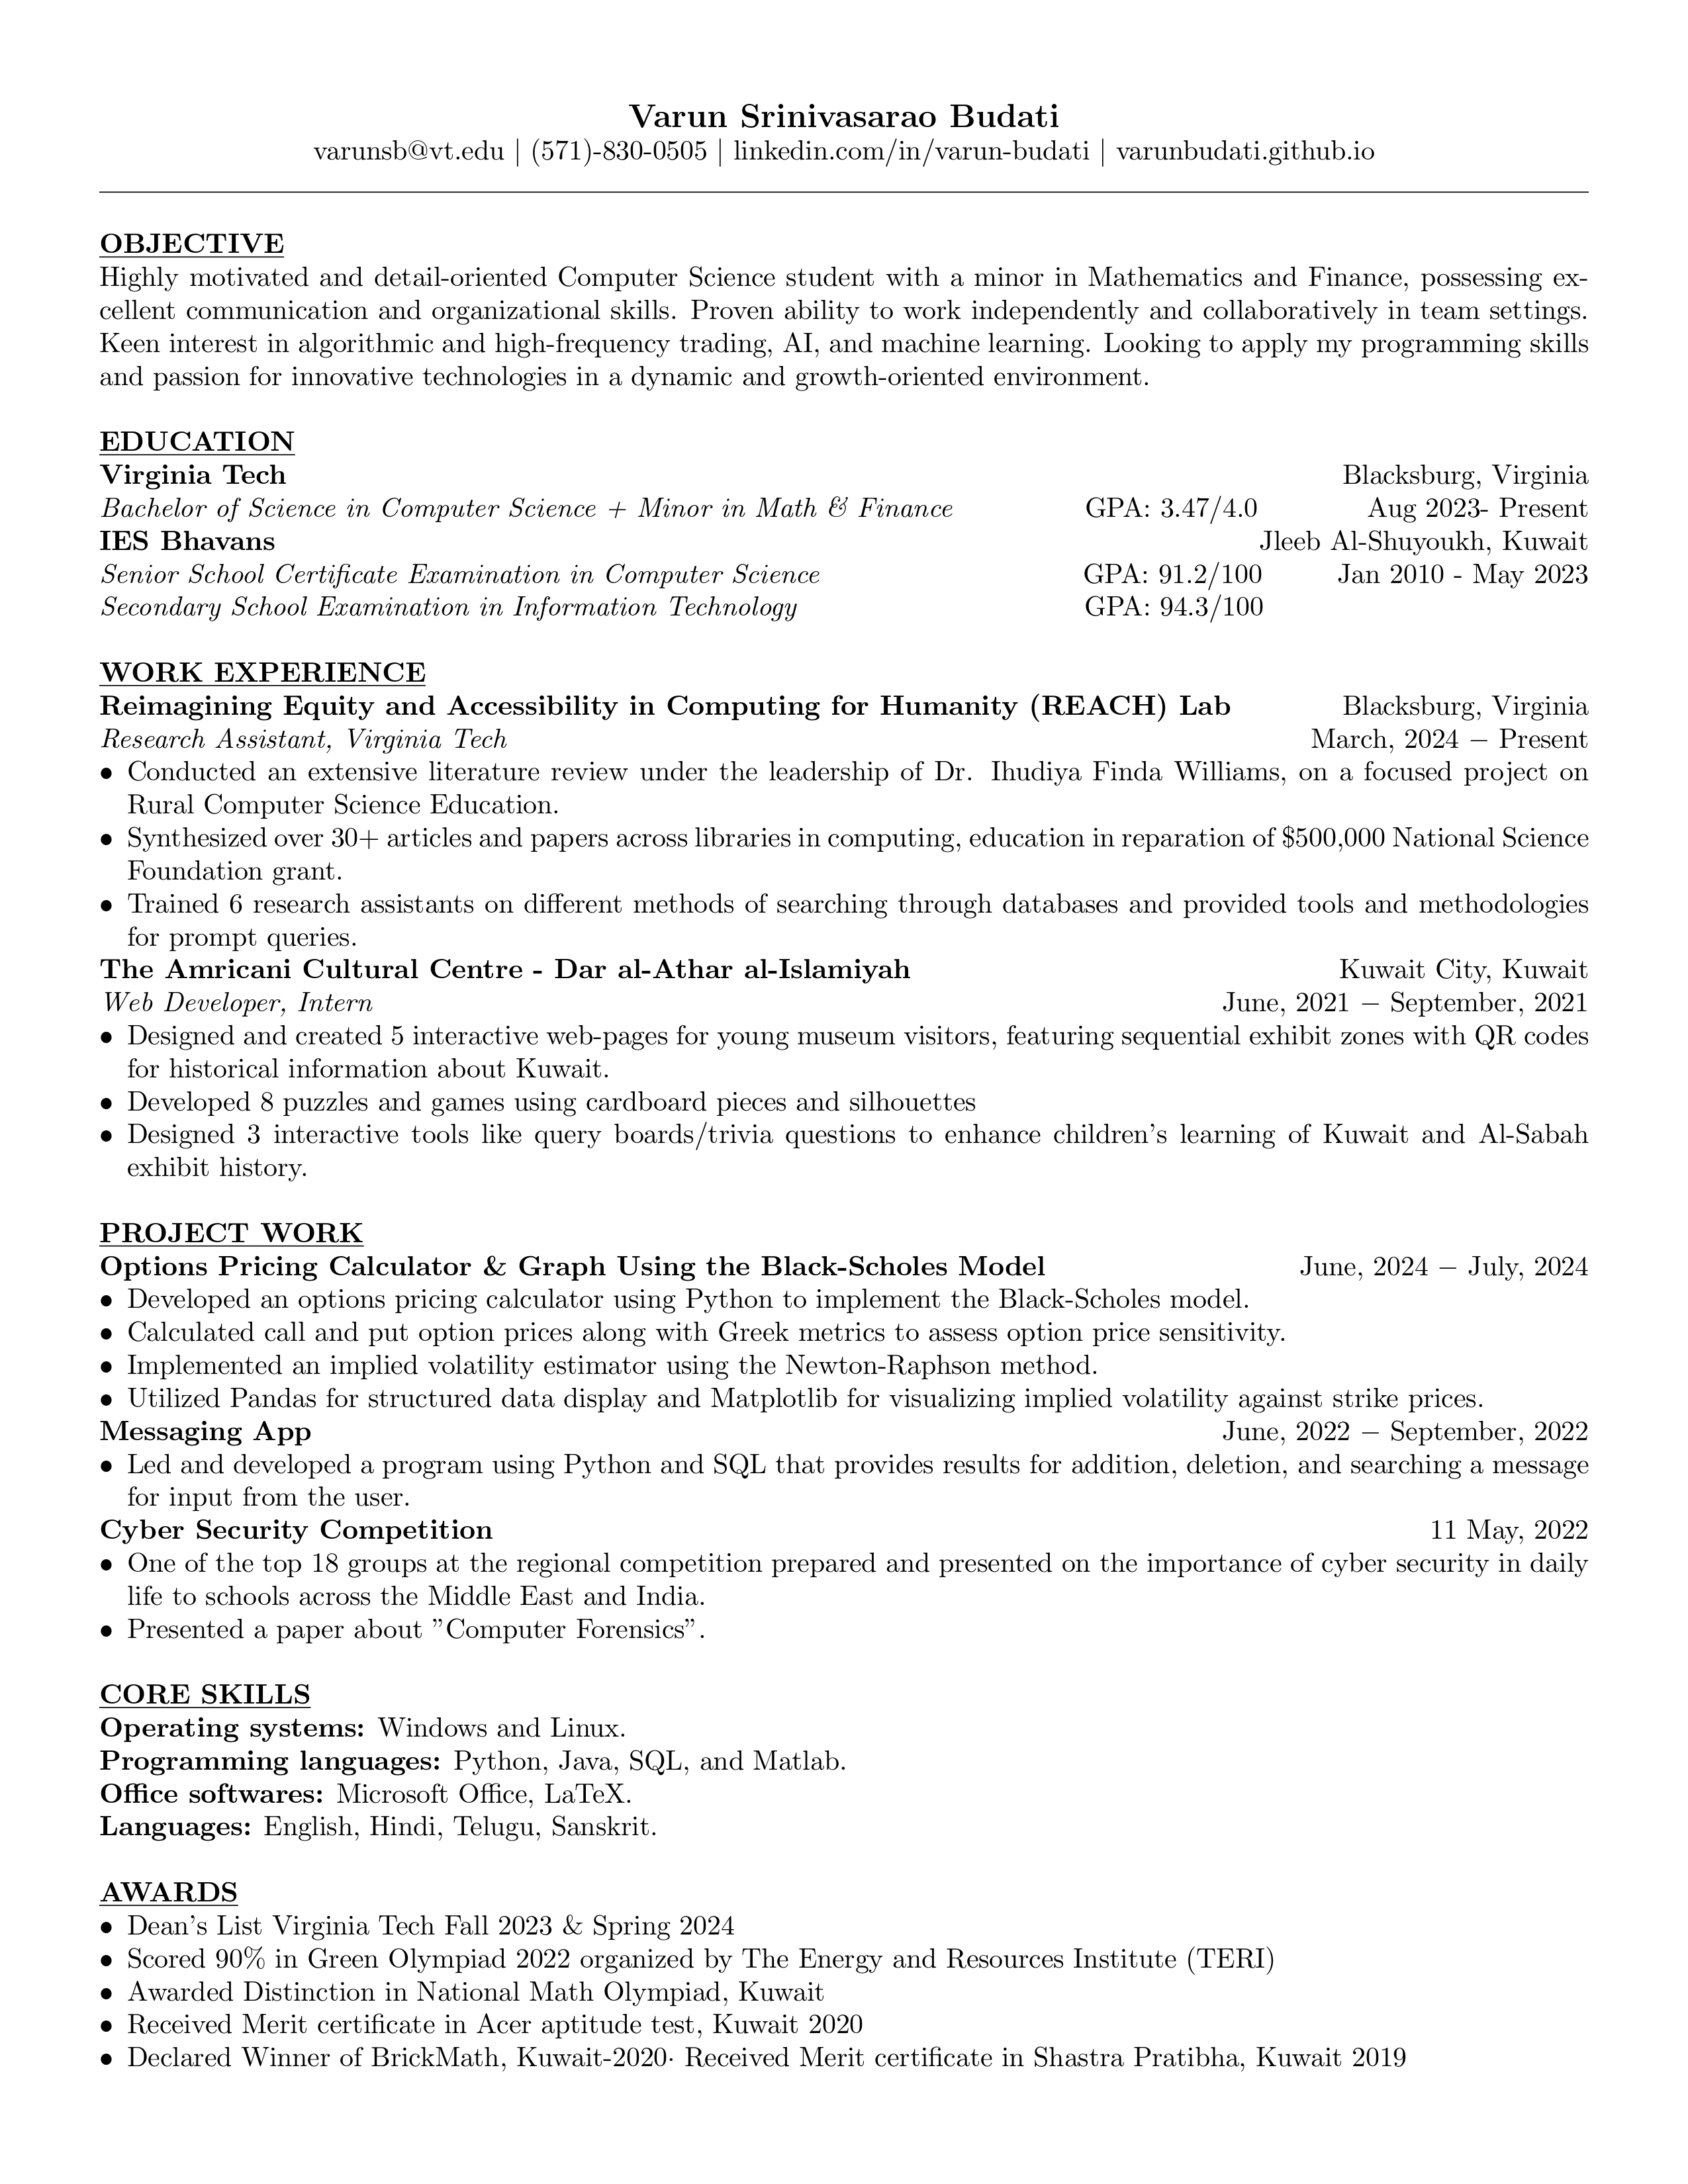 Varun Srinivasarao Budati
varunsb@vt.edu | (571)-830-0505 | linkedin.com/in/varun-budati | varunbudati.github.io
OBJECTIVE
Highly motivated and detail-oriented Computer Science student with a minor in Mathematics and Finance, possessing ex-
cellent communication and organizational skills. Proven ability to work independently and collaboratively in team settings.
Keen interest in algorithmic and high-frequency trading, AI, and machine learning. Looking to apply my programming skills
and passion for innovative technologies in a dynamic and growth-oriented environment.
EDUCATION
Virginia Tech Blacksburg, Virginia
Bachelor of Science in Computer Science + Minor in Math & Finance GPA: 3.47/4.0 Aug 2023- Present
IES Bhavans Jleeb Al-Shuyoukh, Kuwait
Senior School Certificate Examination in Computer Science GPA: 91.2/100 Jan 2010 - May 2023
Secondary School Examination in Information Technology GPA: 94.3/100
WORK EXPERIENCE
Reimagining Equity and Accessibility in Computing for Humanity (REACH) Lab Blacksburg, Virginia
Research Assistant, Virginia Tech March, 2024 − Present
• Conducted an extensive literature review under the leadership of Dr. Ihudiya Finda Williams, on a focused project on
Rural Computer Science Education.
• Synthesized over 30+ articles and papers across libraries in computing, education in reparation of $500,000 National Science
Foundation grant.
• Trained 6 research assistants on different methods of searching through databases and provided tools and methodologies
for prompt queries.
The Amricani Cultural Centre - Dar al-Athar al-Islamiyah Kuwait City, Kuwait
Web Developer, Intern June, 2021 − September, 2021
• Designed and created 5 interactive web-pages for young museum visitors, featuring sequential exhibit zones with QR codes
for historical information about Kuwait.
• Developed 8 puzzles and games using cardboard pieces and silhouettes
• Designed 3 interactive tools like query boards/trivia questions to enhance children's learning of Kuwait and Al-Sabah
exhibit history.
PROJECT WORK
Options Pricing Calculator & Graph Using the Black-Scholes Model June, 2024 − July, 2024
• Developed an options pricing calculator using Python to implement the Black-Scholes model.
• Calculated call and put option prices along with Greek metrics to assess option price sensitivity.
• Implemented an implied volatility estimator using the Newton-Raphson method.
• Utilized Pandas for structured data display and Matplotlib for visualizing implied volatility against strike prices.
Messaging App June, 2022 − September, 2022
• Led and developed a program using Python and SQL that provides results for addition, deletion, and searching a message
for input from the user.
Cyber Security Competition 11 May, 2022
• One of the top 18 groups at the regional competition prepared and presented on the importance of cyber security in daily
life to schools across the Middle East and India.
• Presented a paper about ”Computer Forensics”.
CORE SKILLS
Operating systems: Windows and Linux.
Programming languages: Python, Java, SQL, and Matlab.
Office softwares: Microsoft Office, LaTeX.
Languages: English, Hindi, Telugu, Sanskrit.
AWARDS
• Dean's List Virginia Tech Fall 2023 & Spring 2024
• Scored 90% in Green Olympiad 2022 organized by The Energy and Resources Institute (TERI)
• Awarded Distinction in National Math Olympiad, Kuwait
• Received Merit certificate in Acer aptitude test, Kuwait 2020
• Declared Winner of BrickMath, Kuwait-2020· Received Merit certificate in Shastra Pratibha, Kuwait 2019